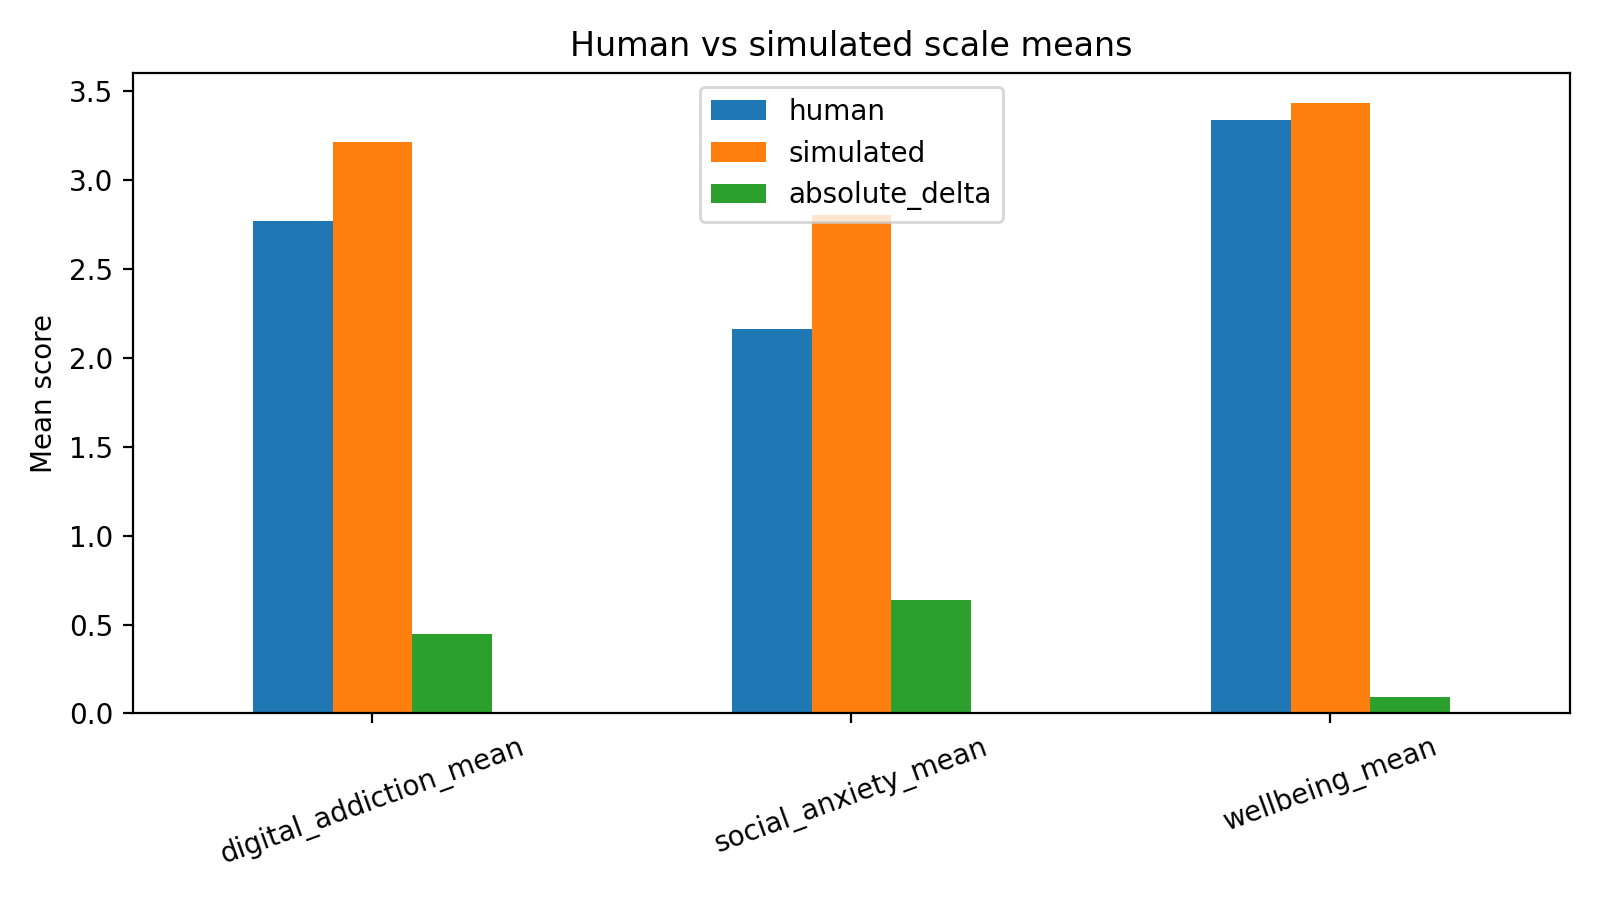 Human vs simulated scale means
human
simulated
absolute_delta
Mean score
3.5
3.0
2.5
2.0
1.5
1.0
0.5
0.0
digital_addiction_mean
social_anxiety_mean
wellbeing_mean